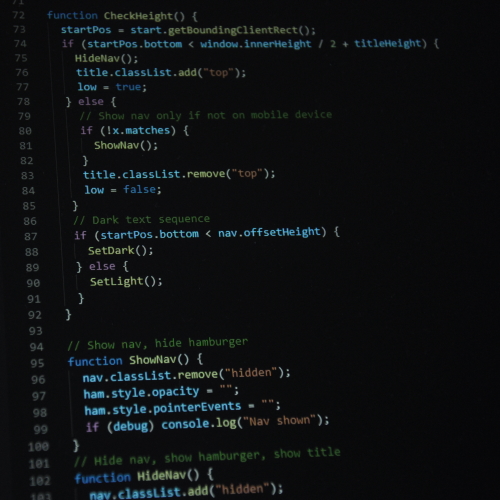 71
72 function CheckHeight() {
73 startPos = start.getBoundingClientRect();
74 if (startPos.bottom < window.innerHeight / 2 + titleHeight) {
75 HideNav();
76 title.classList.add("top");
77 low = true;
78 } else {
79 // Show nav only if not on mobile device
80 if (!x.matches) {
81 ShowNav();
82 }
83 title.classList.remove("top");
84 low = false;
85 }
86 // Dark text sequence
87 if (startPos.bottom < nav.offsetHeight) {
88 SetDark();
89 } else {
90 SetLight();
91 }
92 }
93
94 // Show nav, hide hamburger
95 function ShowNav() {
96 nav.classList.remove("hidden");
97 ham.style.opacity = "";
98 ham.style.pointerEvents = "";
99 if (debug) console.log("Nav shown");
100 }
101 // Hide nav, show hamburger, show title
102 function HideNav() {
103 nav.classList.add("hidden");